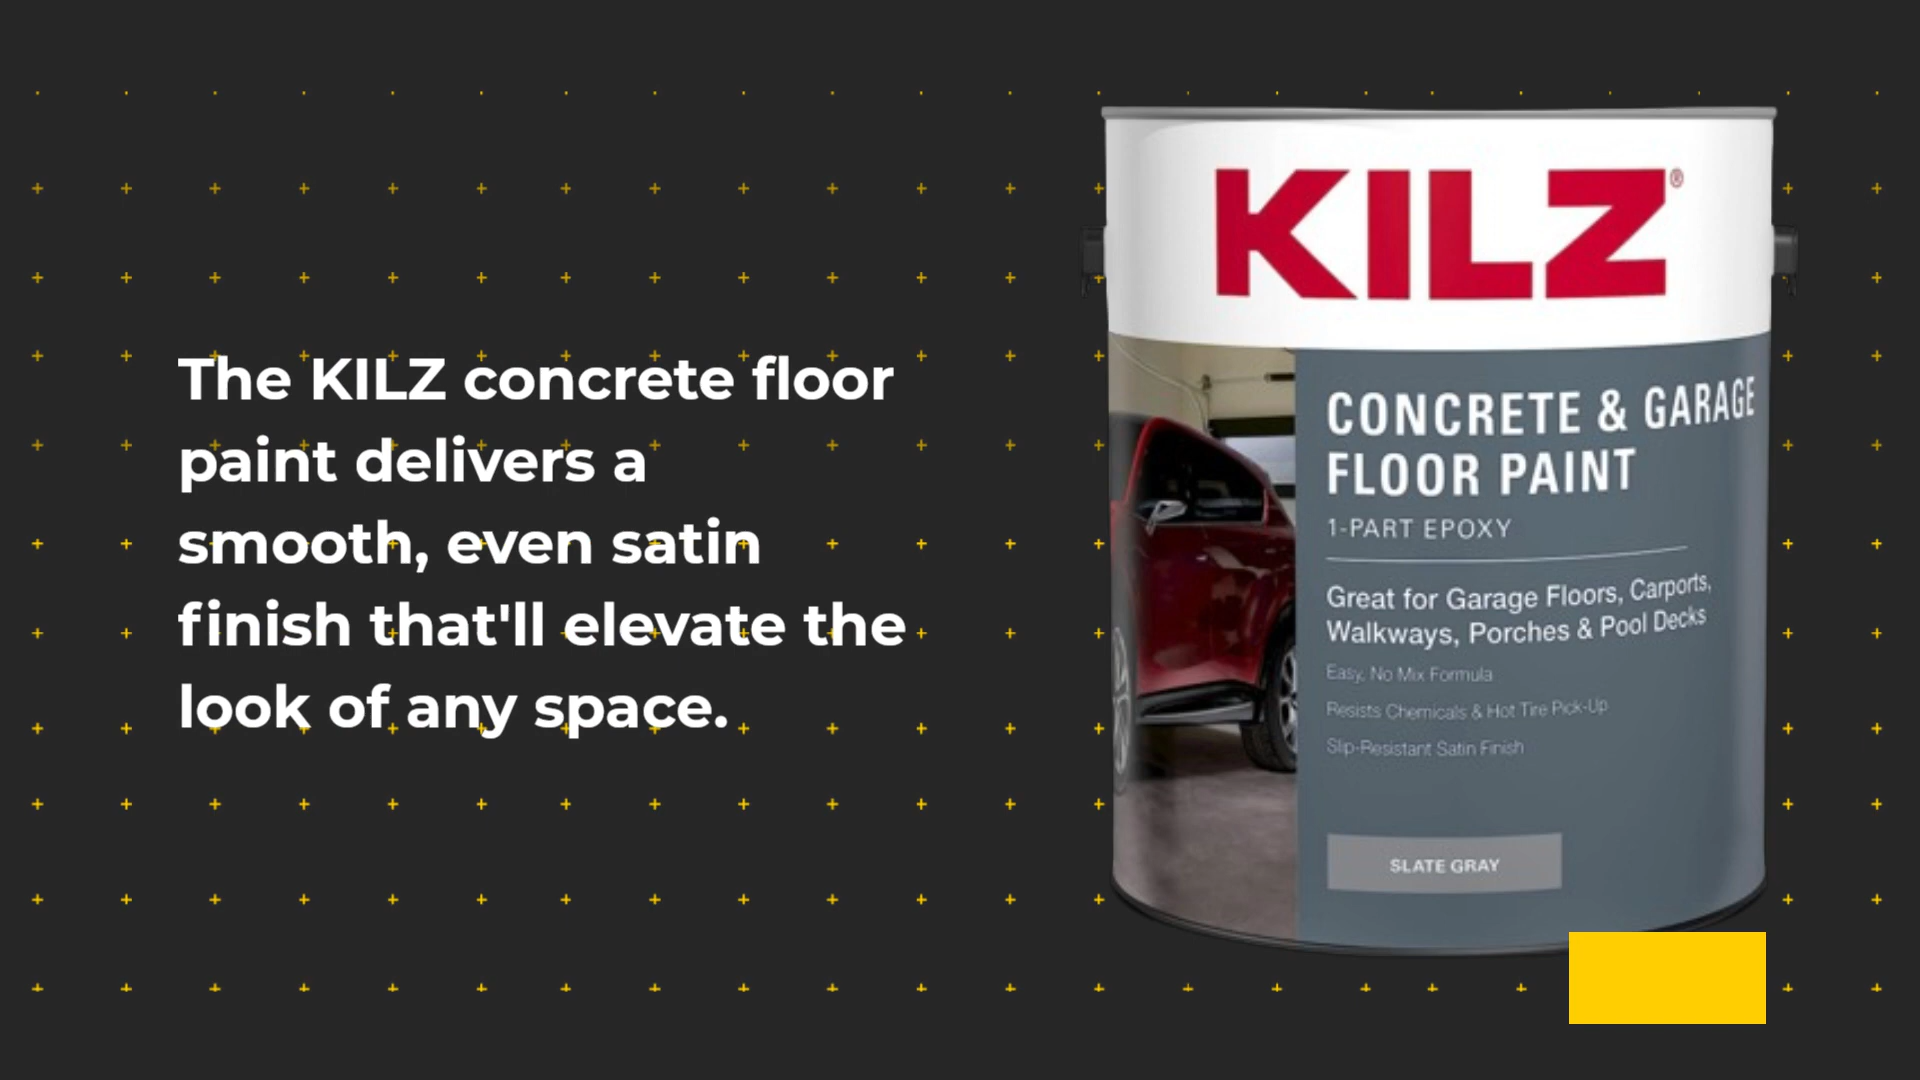 The KILZ concrete floor
paint delivers a
smooth, even satin
finish that'll elevate the
look of any space.
KILZ®
CONCRETE & GARAGE
FLOOR PAINT
1-PART EPOXY
Great for Garage Floors, Carports,
Walkways, Porches & Pool Decks
Easy, No Mix Formula
Resists Chemicals & Hot Tire Pick-Up
Slip-Resistant Satin Finish
SLATE GRAY